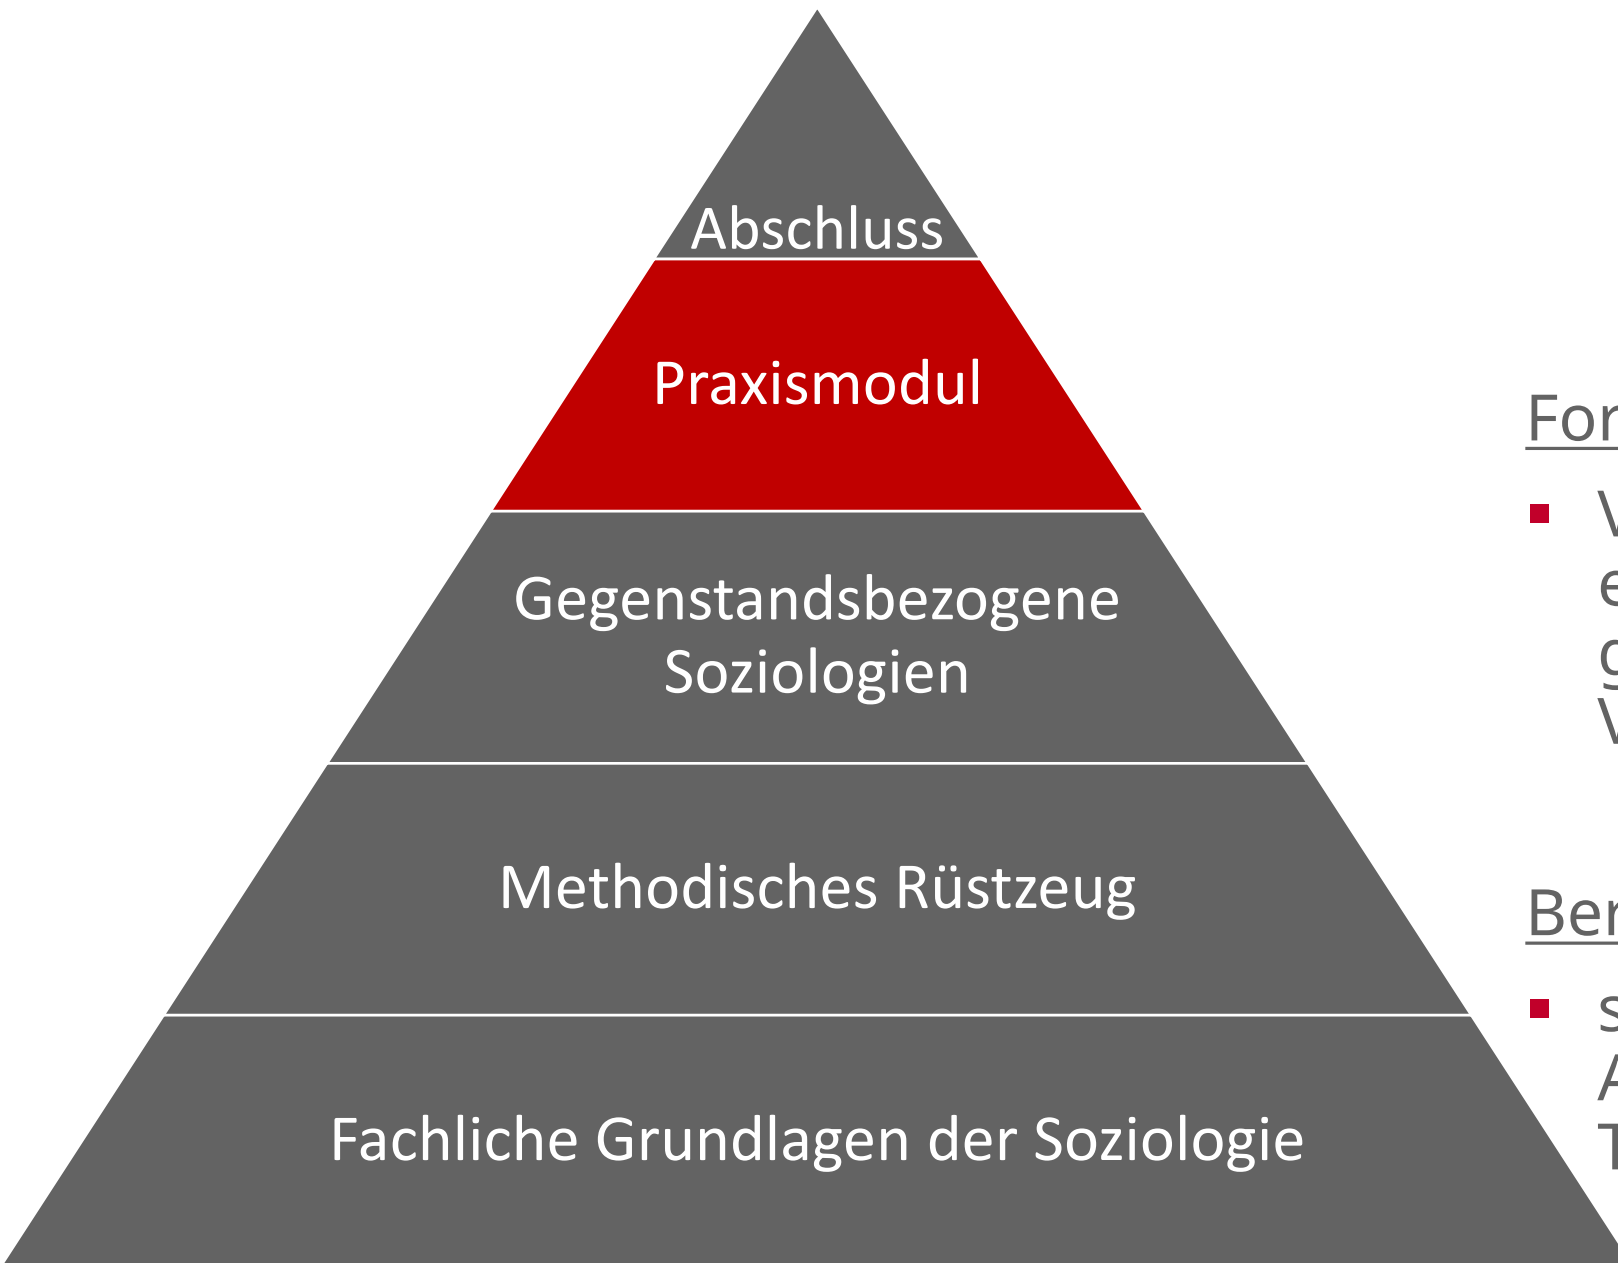 Abschluss
Praxismodul
Gegenstandsbezogene
Soziologien
Methodisches Rüstzeug
Fachliche Grundlagen der Soziologie